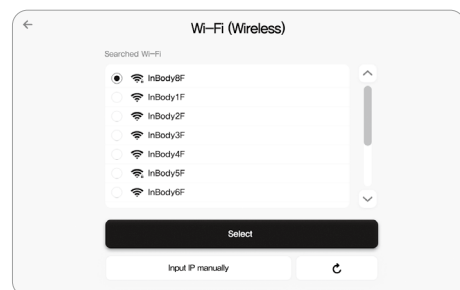 Wi-Fi (Wireless)
Searched Wi-Fi
InBody8F
InBody1F
InBody2F
InBody3F
InBody4F
InBody5F
InBody6F
Select
Input IP manually